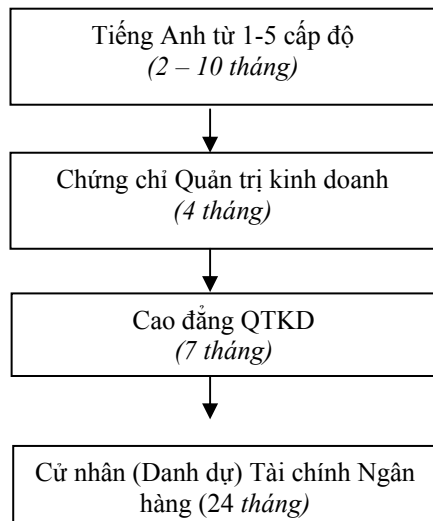 Tiếng Anh từ 1-5 cấp độ
(2 – 10 tháng)
Chứng chỉ Quản trị kinh doanh
(4 tháng)
Cao đẳng QTKD
(7 tháng)
Cử nhân (Danh dự) Tài chính Ngân
hàng (24 tháng)